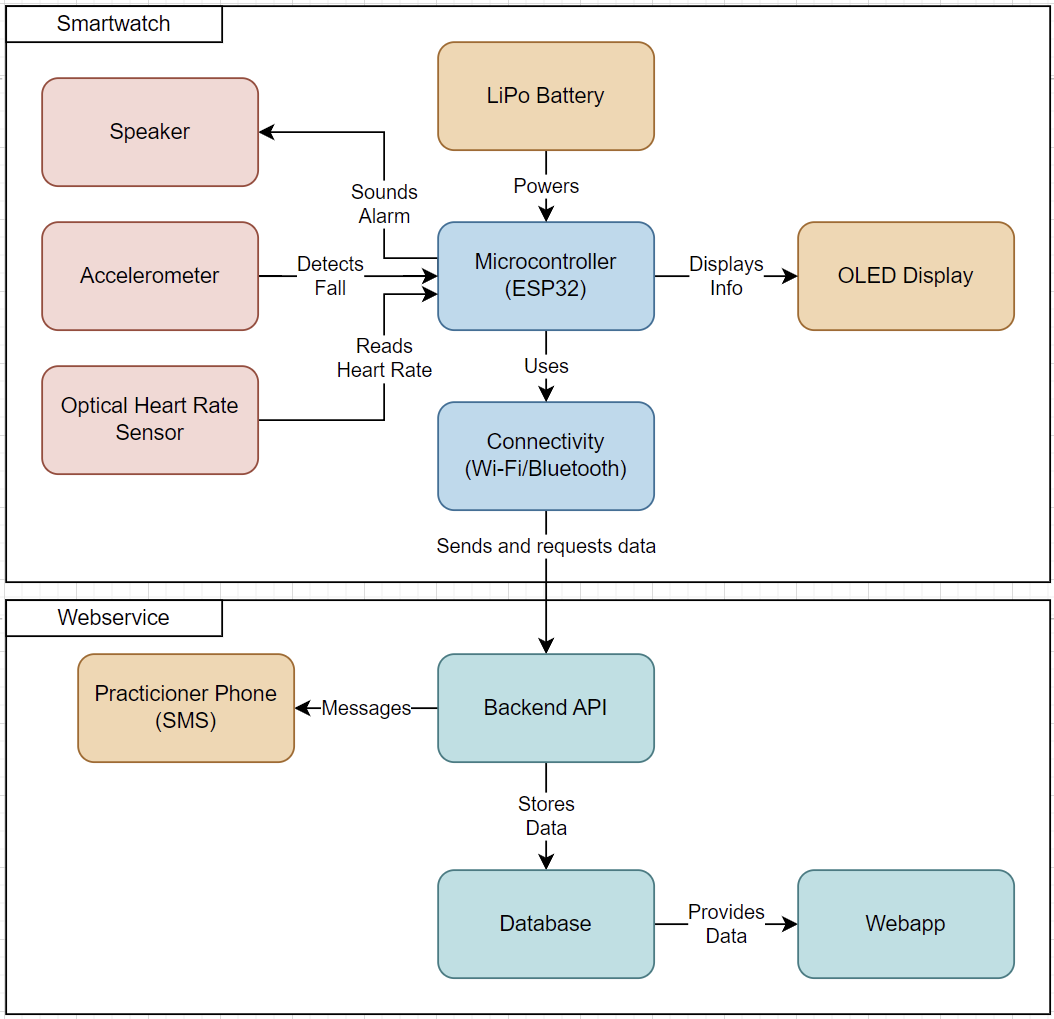 Smartwatch
LiPo Battery
Speaker
Powers
Sounds
Alarm
Accelerometer
Detects
Fall
Microcontroller
(ESP32)
Displays
Info
OLED Display
Reads
Heart Rate
Uses
Optical Heart Rate
Sensor
Connectivity
(Wi-Fi/Bluetooth)
Sends and requests data
Webservice
Practicioner Phone
(SMS)
Messages
Backend API
Stores
Data
Database
Provides
Data
Webapp